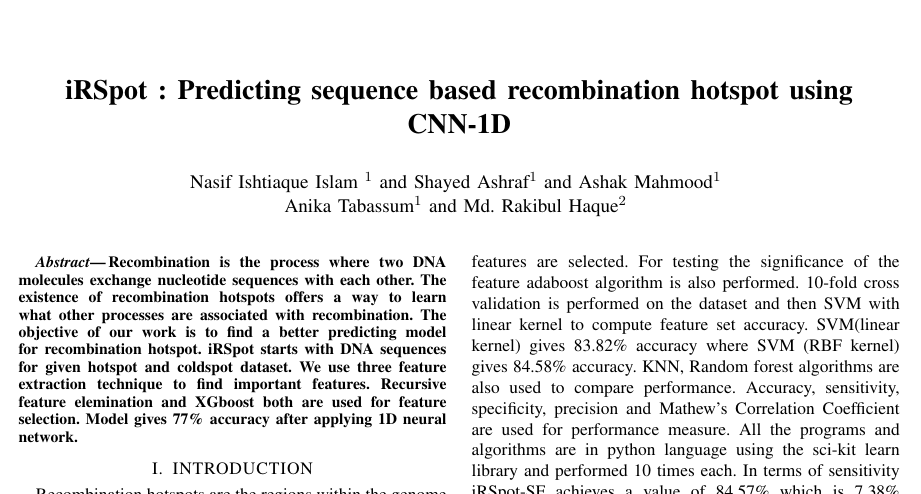 iRSpot : Predicting sequence based recombination hotspot using
CNN-1D
Nasif Ishtiaque Islam 1 and Shayed Ashraf1 and Ashak Mahmood1
Anika Tabassum1 and Md. Rakibul Haque2
Abstract— Recombination is the process where two DNA
molecules exchange nucleotide sequences with each other. The
existence of recombination hotspots offers a way to learn
what other processes are associated with recombination. The
objective of our work is to find a better predicting model
for recombination hotspot. iRSpot starts with DNA sequences
for given hotspot and coldspot dataset. We use three feature
extraction technique to find important features. Recursive
feature elemination and XGboost both are used for feature
selection. Model gives 77% accuracy after applying 1D neural
network.
I. INTRODUCTION
Recombination hotspots are the regions within the genome
features are selected. For testing the significance of the
feature adaboost algorithm is also performed. 10-fold cross
validation is performed on the dataset and then SVM with
linear kernel to compute feature set accuracy. SVM(linear
kernel) gives 83.82% accuracy where SVM (RBF kernel)
gives 84.58% accuracy. KNN, Random forest algorithms are
also used to compare performance. Accuracy, sensitivity,
specificity, precision and Mathew's Correlation Coefficient
are used for performance measure. All the programs and
algorithms are in python language using the sci-kit learn
library and performed 10 times each. In terms of sensitivity
iRSpot-SF achieves a value of 84.57% which is 7.38%